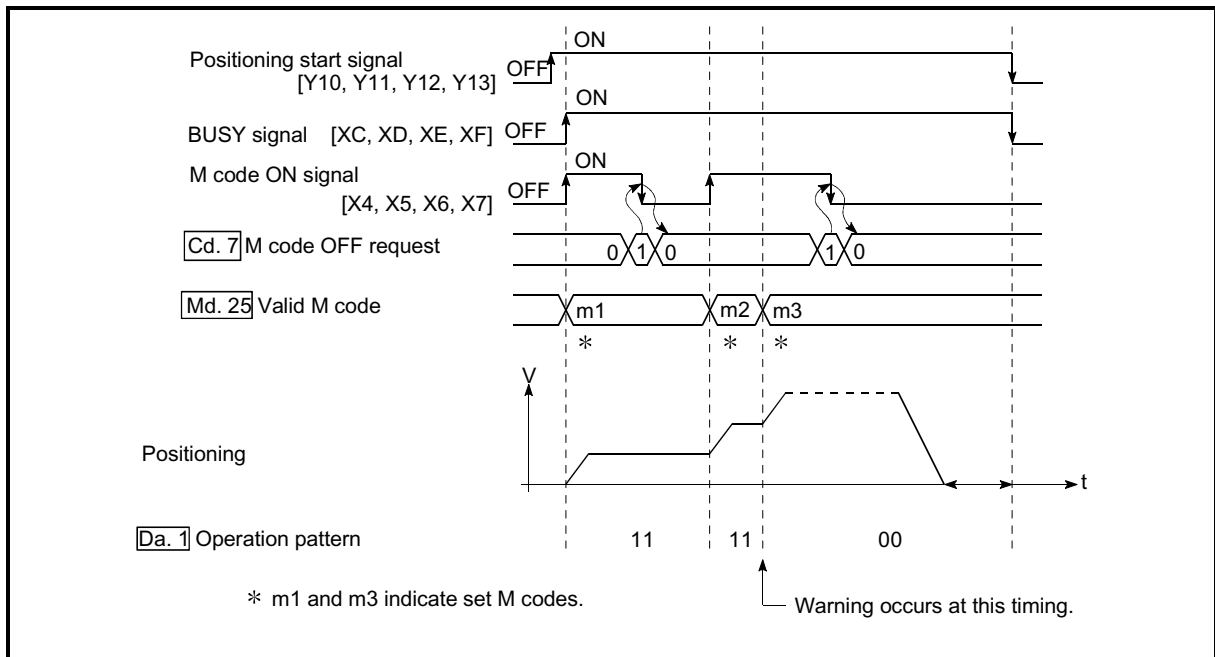 Positioning start signal
[Y10, Y11, Y12, Y13]
OFF
ON
BUSY signal [XC, XD, XE, XF]
OFF
ON
M code ON signal
[X4, X5, X6, X7]
OFF
ON
Cd. 7 M code OFF request
0 1 0 1 0
Md. 25 Valid M code
m1 m2 m3
* * *
V
Positioning
t
Da. 1 Operation pattern
11 11 00
* m1 and m3 indicate set M codes.
Warning occurs at this timing.